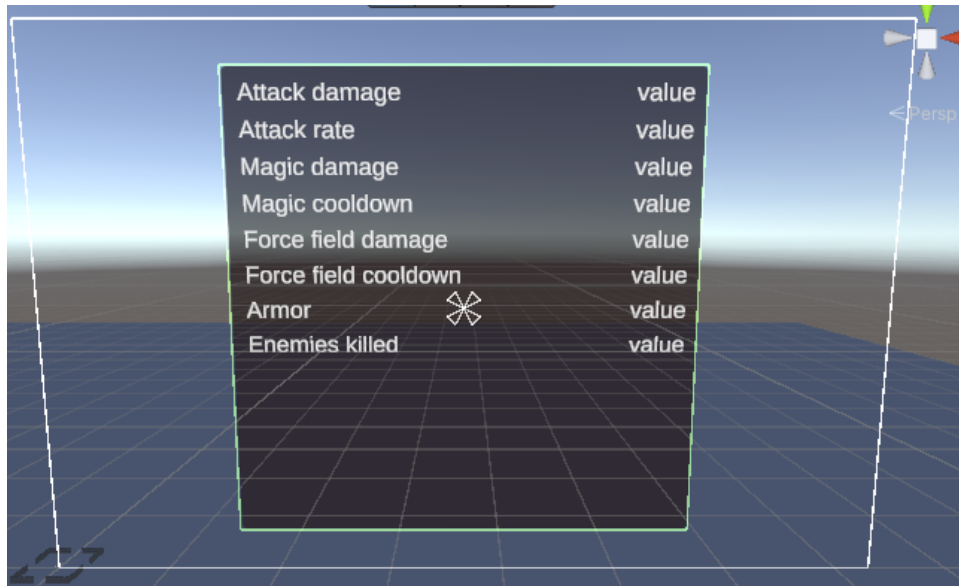 Attack damage value
Attack rate value
Magic damage value
Magic cooldown value
Force field damage value
Force field cooldown value
Armor value
Enemies killed value
Persp